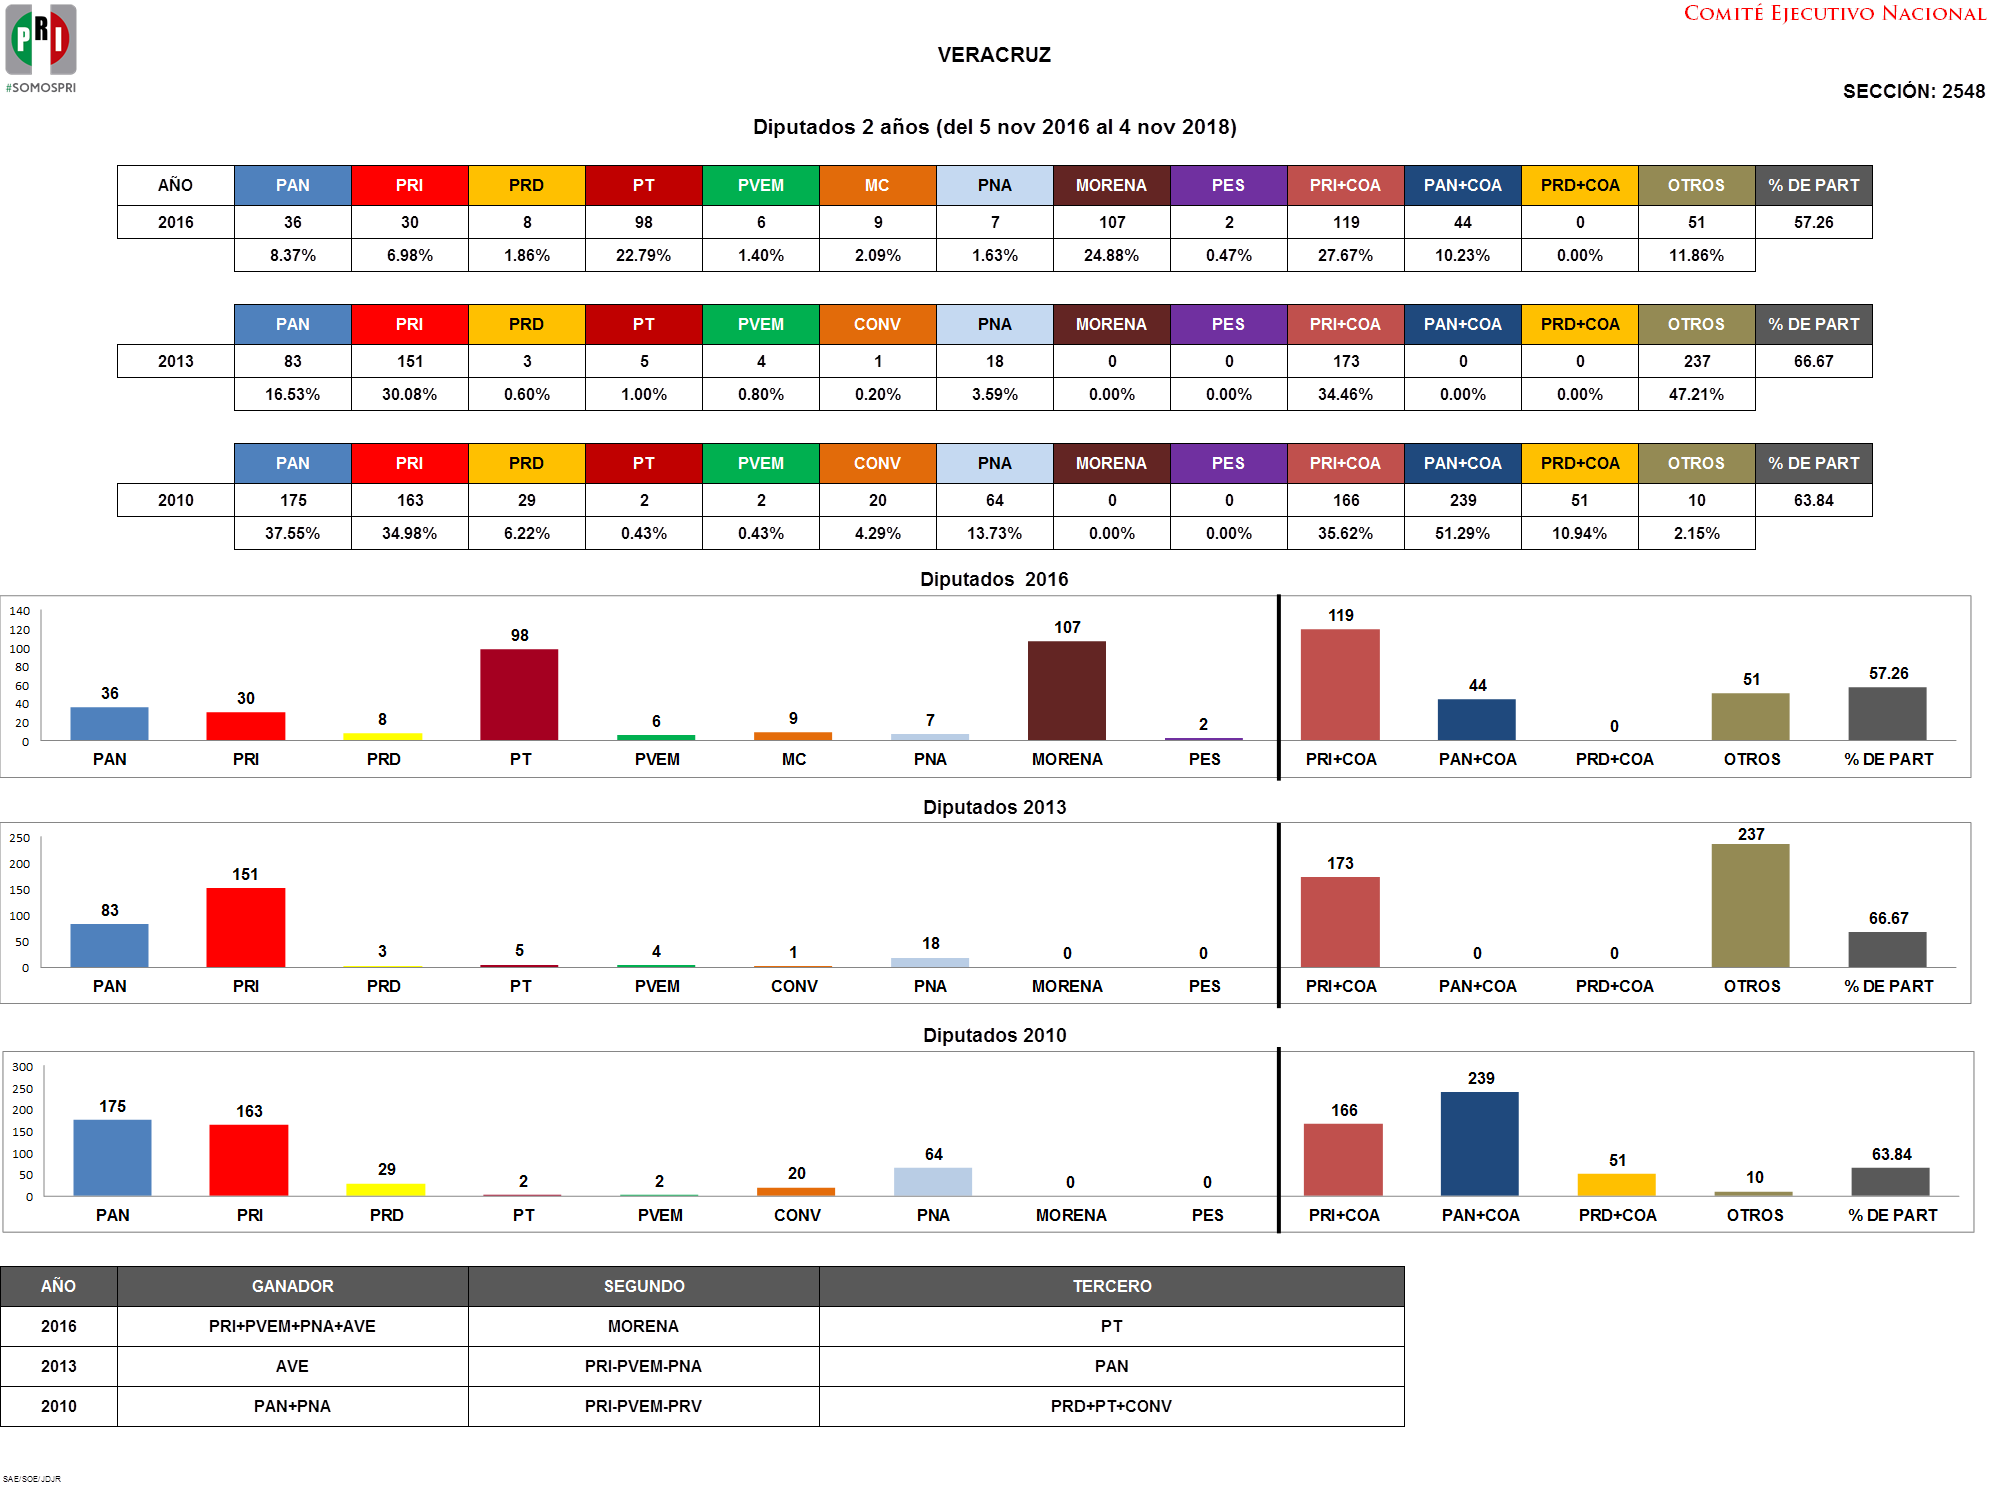 PRI
#SOMOSPRI
COMITÉ EJECUTIVO NACIONAL
VERACRUZ
SECCIÓN: 2548
Diputados 2 años (del 5 nov 2016 al 4 nov 2018)
AÑO PAN PRI PRD PT PVEM MC PNA MORENA PES PRI+COA PAN+COA PRD+COA OTROS % DE PART
2016 36 30 8 98 6 9 7 107 2 119 44 0 51 57.26
8.37% 6.98% 1.86% 22.79% 1.40% 2.09% 1.63% 24.88% 0.47% 27.67% 10.23% 0.00% 11.86%
PAN PRI PRD PT PVEM CONV PNA MORENA PES PRI+COA PAN+COA PRD+COA OTROS % DE PART
2013 83 151 3 5 4 1 18 0 0 173 0 0 237 66.67
16.53% 30.08% 0.60% 1.00% 0.80% 0.20% 3.59% 0.00% 0.00% 34.46% 0.00% 0.00% 47.21%
PAN PRI PRD PT PVEM CONV PNA MORENA PES PRI+COA PAN+COA PRD+COA OTROS % DE PART
2010 175 163 29 2 2 20 64 0 0 166 239 51 10 63.84
37.55% 34.98% 6.22% 0.43% 0.43% 4.29% 13.73% 0.00% 0.00% 35.62% 51.29% 10.94% 2.15%
Diputados 2016
140
120
100
80
60
40
20
0
36 30 8 98 6 9 7 107 2 119 44 0 51 57.26
PAN PRI PRD PT PVEM MC PNA MORENA PES PRI+COA PAN+COA PRD+COA OTROS % DE PART
Diputados 2013
250
200
150
100
50
0
83 151 3 5 4 1 18 0 0 173 0 0 237 66.67
PAN PRI PRD PT PVEM CONV PNA MORENA PES PRI+COA PAN+COA PRD+COA OTROS % DE PART
Diputados 2010
300
250
200
150
100
50
0
175 163 29 2 2 20 64 0 0 166 239 51 10 63.84
PAN PRI PRD PT PVEM CONV PNA MORENA PES PRI+COA PAN+COA PRD+COA OTROS % DE PART
AÑO GANADOR SEGUNDO TERCERO
2016 PRI+PVEM+PNA+AVE MORENA PT
2013 AVE PRI-PVEM-PNA PAN
2010 PAN+PNA PRI-PVEM-PRV PRD+PT+CONV
SAE/SOE/JDJR